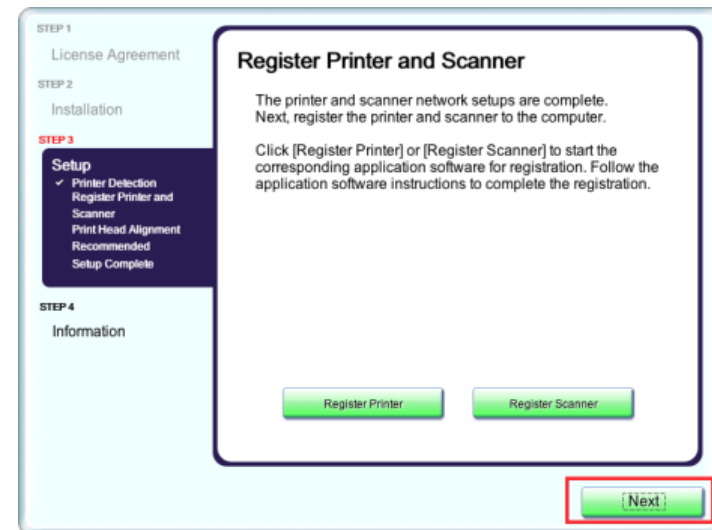 STEP 1
License Agreement
STEP 2
Installation
STEP 3
Setup
✓ Printer Detection
Register Printer and
Scanner
Print Head Alignment
Recommended
Setup Complete
STEP 4
Information
Register Printer and Scanner
The printer and scanner network setups are complete.
Next, register the printer and scanner to the computer.
Click [Register Printer] or [Register Scanner] to start the
corresponding application software for registration. Follow the
application software instructions to complete the registration.
Register Printer
Register Scanner
Next